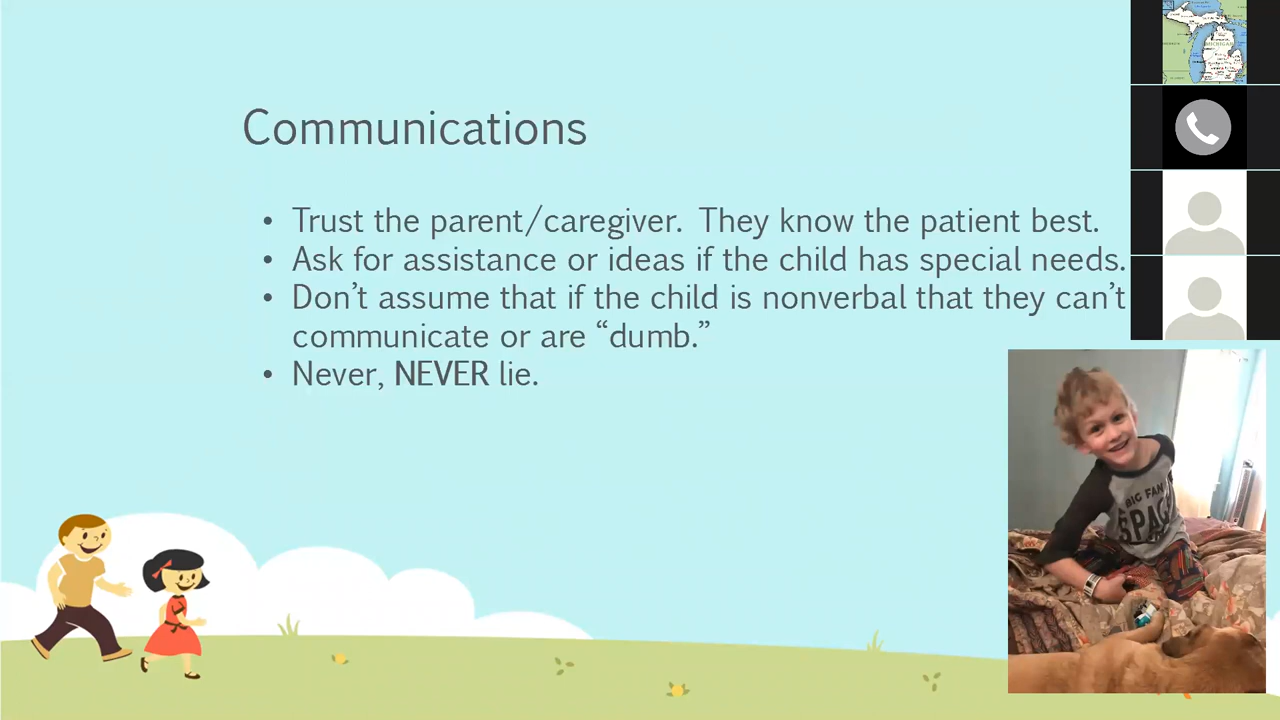 Communications
• Trust the parent/caregiver. They know the patient best.
• Ask for assistance or ideas if the child has special needs.
• Don’t assume that if the child is nonverbal that they can’t
communicate or are “dumb.”
• Never, NEVER lie.
MICHIGAN
BIG FAN
SPAC